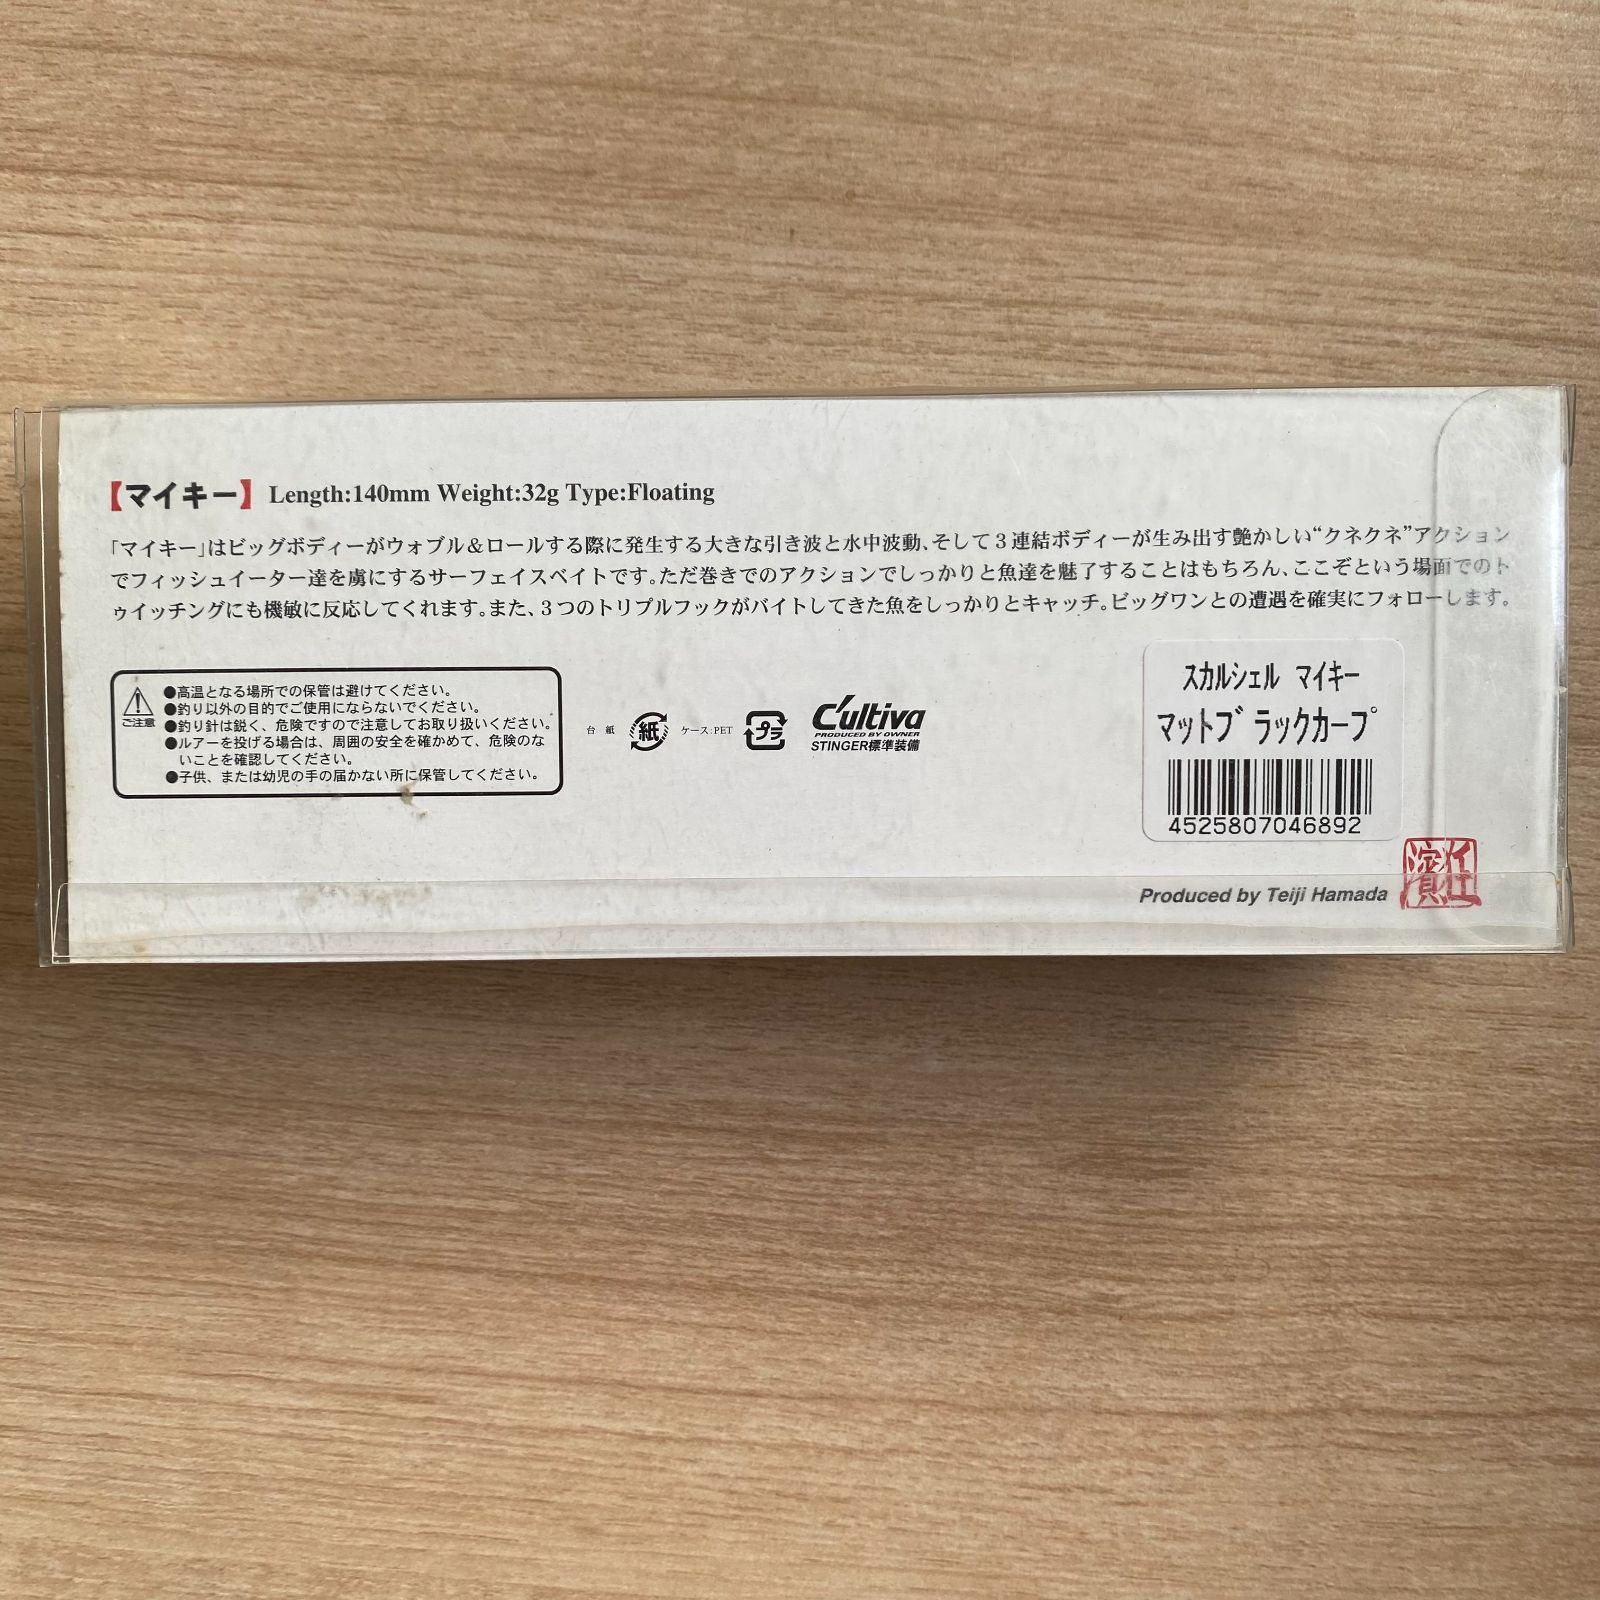 【マイキー】 Length:140mm Weight:32g Type:Floating
「マイキー」はビッグボディーがウォブル＆ロールする際に発生する大きな引き波と水中波動、そして３連結ボディーが生み出す艶かしい“クネクネ”アクション
でフィッシュイーター達を虜にするサーフェイスベイトです。ただ巻きでのアクションでしっかりと魚達を魅了することはもちろん、ここぞという場面でのト
ゥイッチングにも機敏に反応してくれます。また、３つのトリプルフックがバイトしてきた魚をしっかりとキャッチ。ビッグワンとの遭遇を確実にフォローします。
ご注意
●高温となる場所での保管は避けてください。
●釣り以外の目的でご使用にならないでください。
●釣り針は鋭く、危険ですので注意してお取り扱いください。
●ルアーを投げる場合は、周囲の安全を確かめて、危険のな
いことを確認してください。
●子供、または幼児の手の届かない所に保管してください。
台紙 紙 ケース:PET プラ
C'ultiva
PRODUCED BY OWNER
STINGER標準装備
スカルシェル マイキー
マットブラックカープ
4525807046892
Produced by Teiji Hamada